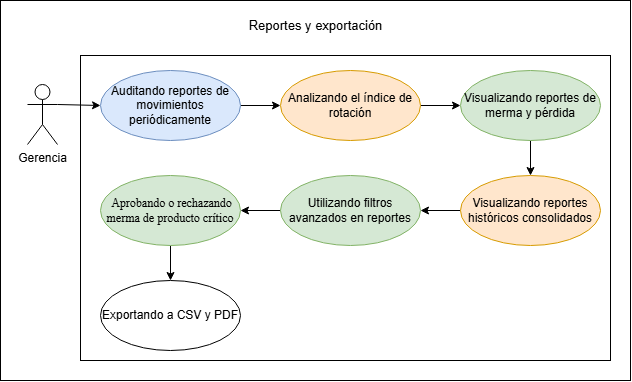 Reportes y exportación
Gerencia
Auditando reportes de
movimientos
periódicamente
Analizando el índice de
rotación
Visualizando reportes de
merma y pérdida
Visualizando reportes
históricos consolidados
Utilizando filtros
avanzados en reportes
Aprobando o rechazando
merma de producto crítico
Exportando a CSV y PDF